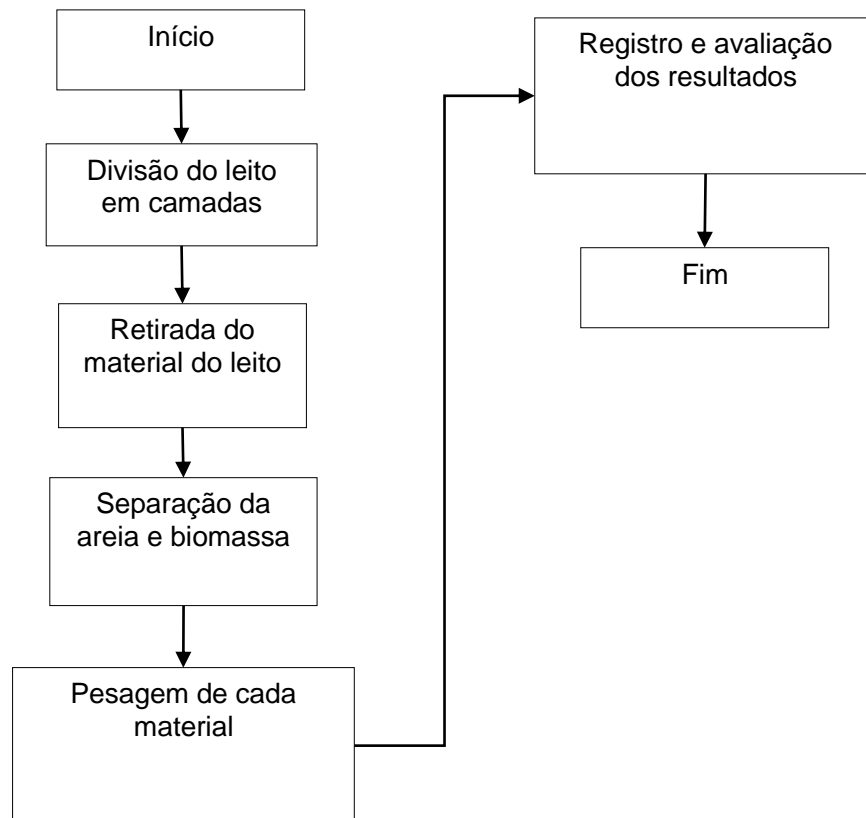 Início
Divisão do leito
em camadas
Retirada do
material do leito
Separação da
areia e biomassa
Pesagem de cada
material
Registro e avaliação
dos resultados
Fim